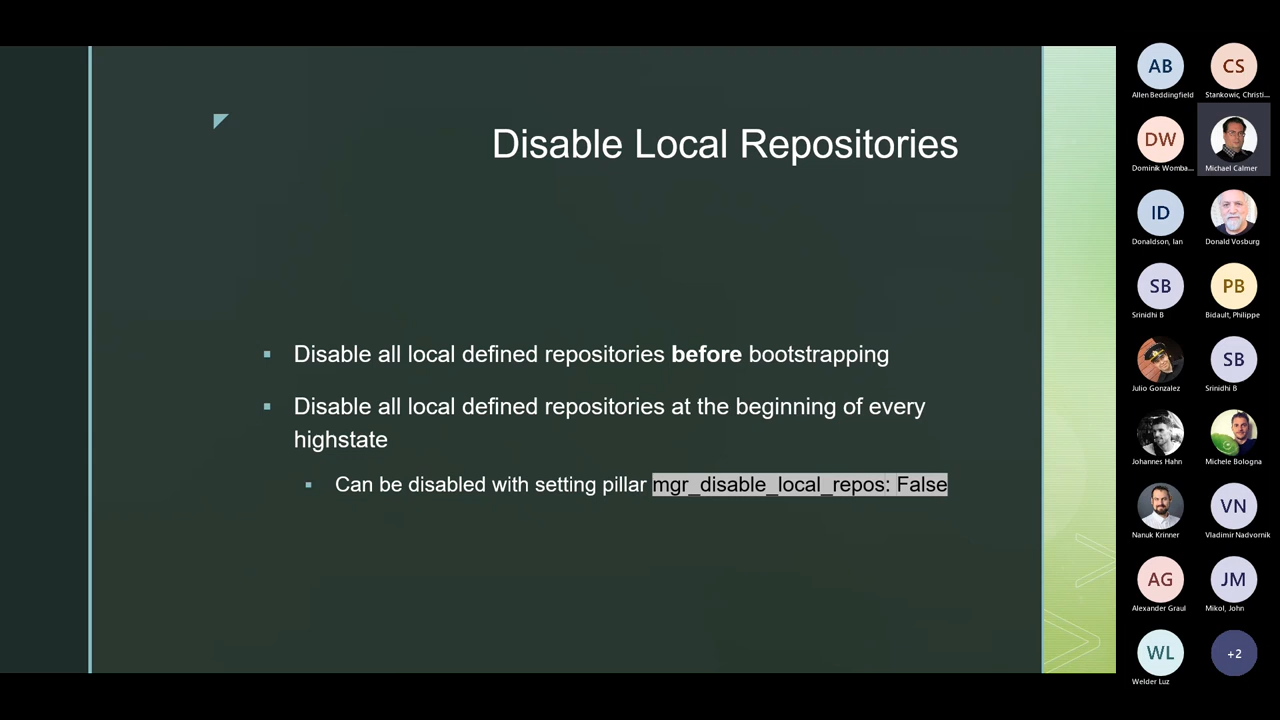 Disable Local Repositories
Disable all local defined repositories before bootstrapping
Disable all local defined repositories at the beginning of every
highstate
Can be disabled with setting pillar mgr_disable_local_repos: False
AB
CS
Allen Beddingfield
Stankowic, Christi...
DW
Dominik Womba...
Michael Calmer
ID
Donaldson, Ian
Donald Vosburg
SB
PB
Srinidhi B
Bidault, Philippe
SB
Julio Gonzalez
Srinidhi B
Johannes Hahn
Michele Bologna
VN
Nanuk Krinner
Vladimir Nadvornik
AG
JM
Alexander Graul
Mikol, John
WL
+2
Welder Luz